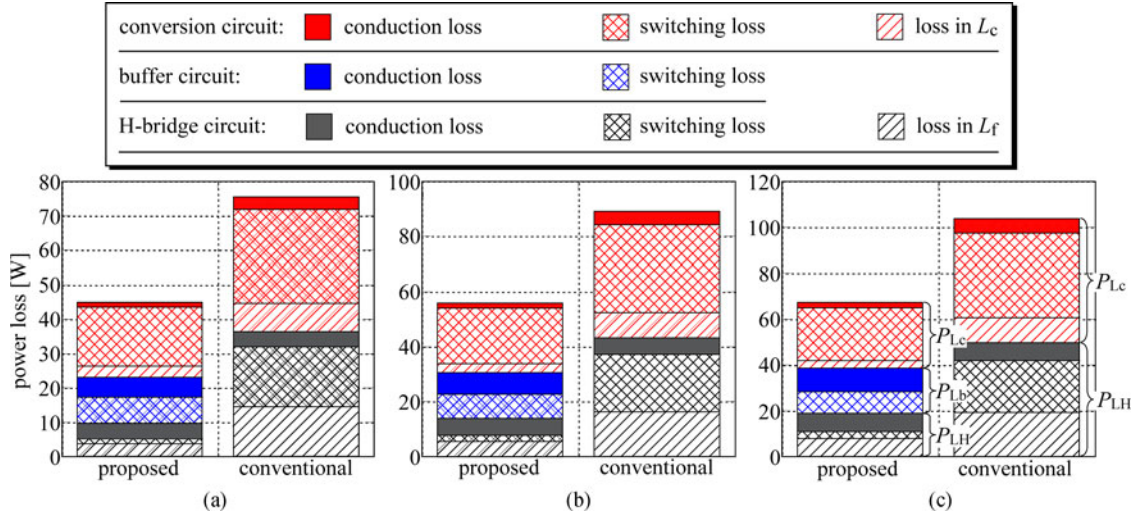 conversion circuit: conduction loss switching loss loss in Lc
buffer circuit: conduction loss switching loss
H-bridge circuit: conduction loss switching loss loss in Lf
power loss [W]
80
70
60
50
40
30
20
10
0
proposed conventional
(a)
100
80
60
40
20
0
proposed conventional
(b)
120
100
80
60
40
20
0
PLc
PLb
PLH
PLc
PLH
proposed conventional
(c)